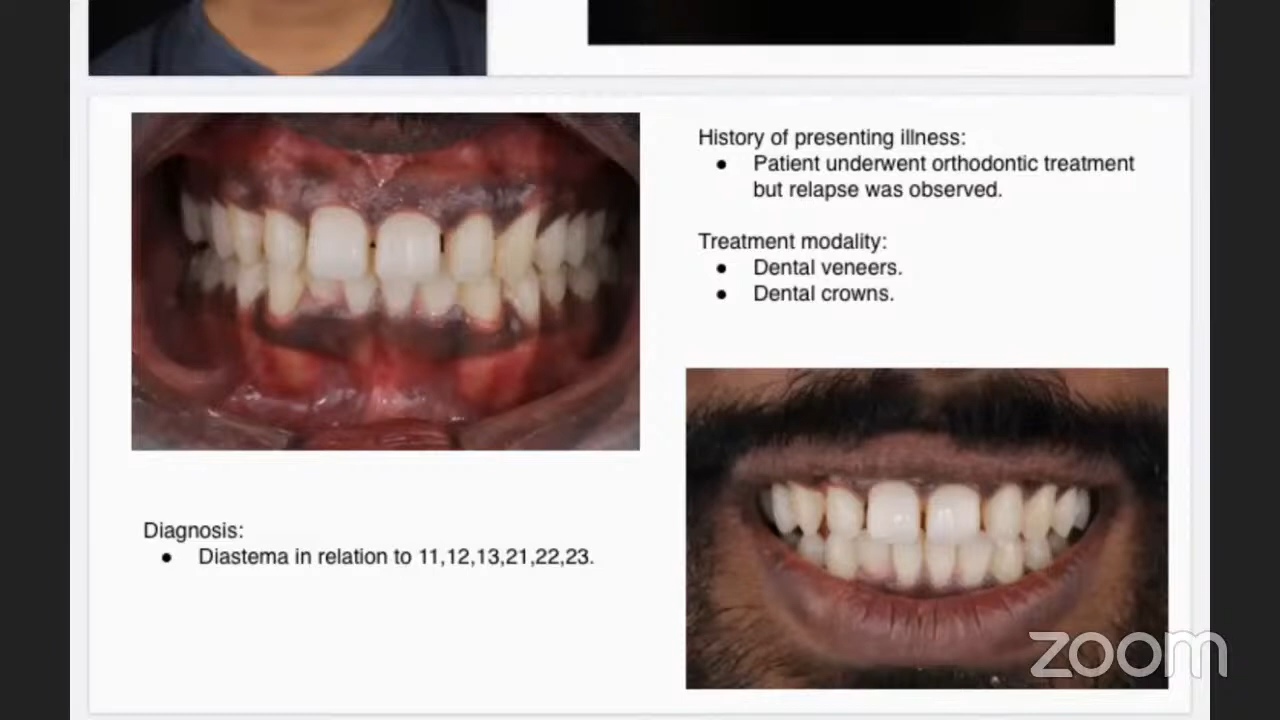 History of presenting illness:
● Patient underwent orthodontic treatment
but relapse was observed.
Treatment modality:
● Dental veneers.
● Dental crowns.
Diagnosis:
● Diastema in relation to 11,12,13,21,22,23.
zoom